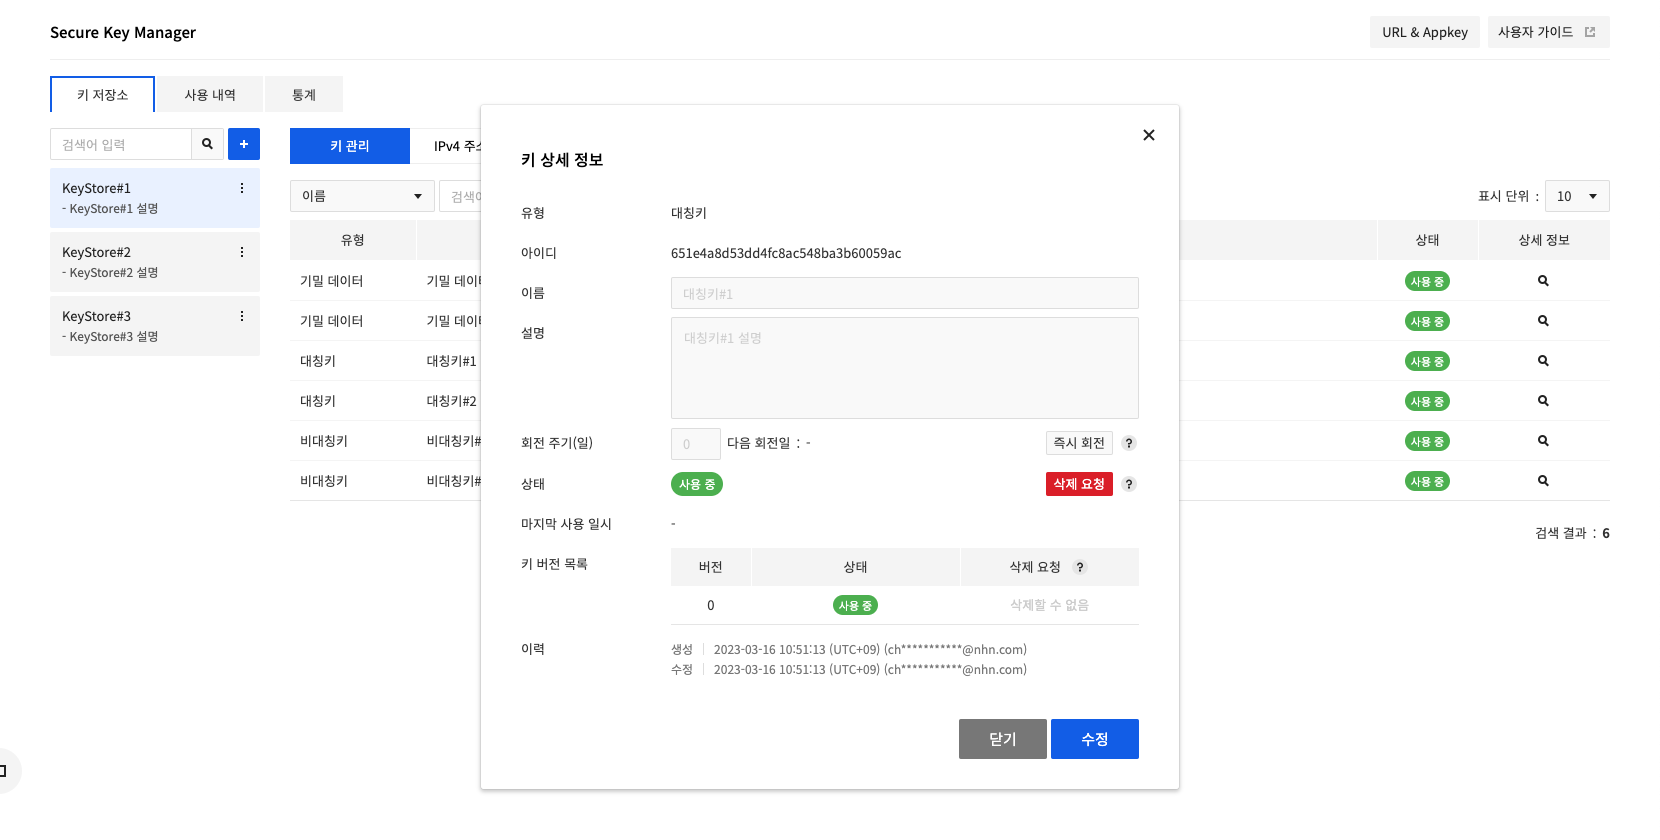 Secure Key Manager
URL & Appkey
사용자 가이드
키 저장소
사용 내역
통계
검색어 입력
+
KeyStore#1
- KeyStore#1 설명
KeyStore#2
- KeyStore#2 설명
KeyStore#3
- KeyStore#3 설명
키 관리
IPv4
이름
표시 단위 : 10
유형
상태
상세 정보
기밀 데이터
사용 중
기밀 데이터
사용 중
대칭키
대칭키#1
사용 중
대칭키
대칭키#2
사용 중
비대칭키
비대칭키#
사용 중
비대칭키
비대칭키#
사용 중
검색 결과 : 6
키 상세 정보
유형
대칭키
아이디
651e4a8d53dd4fc8ac548ba3b60059ac
이름
대칭키#1
설명
대칭키#1 설명
회전 주기(일)
0
다음 회전일 : -
즉시 회전
?
상태
사용 중
삭제 요청
?
마지막 사용 일시
-
키 버전 목록
버전
상태
삭제 요청 ?
0
사용 중
삭제할 수 없음
이력
생성 2023-03-16 10:51:13 (UTC+09) (ch***********@nhn.com)
수정 2023-03-16 10:51:13 (UTC+09) (ch***********@nhn.com)
닫기
수정